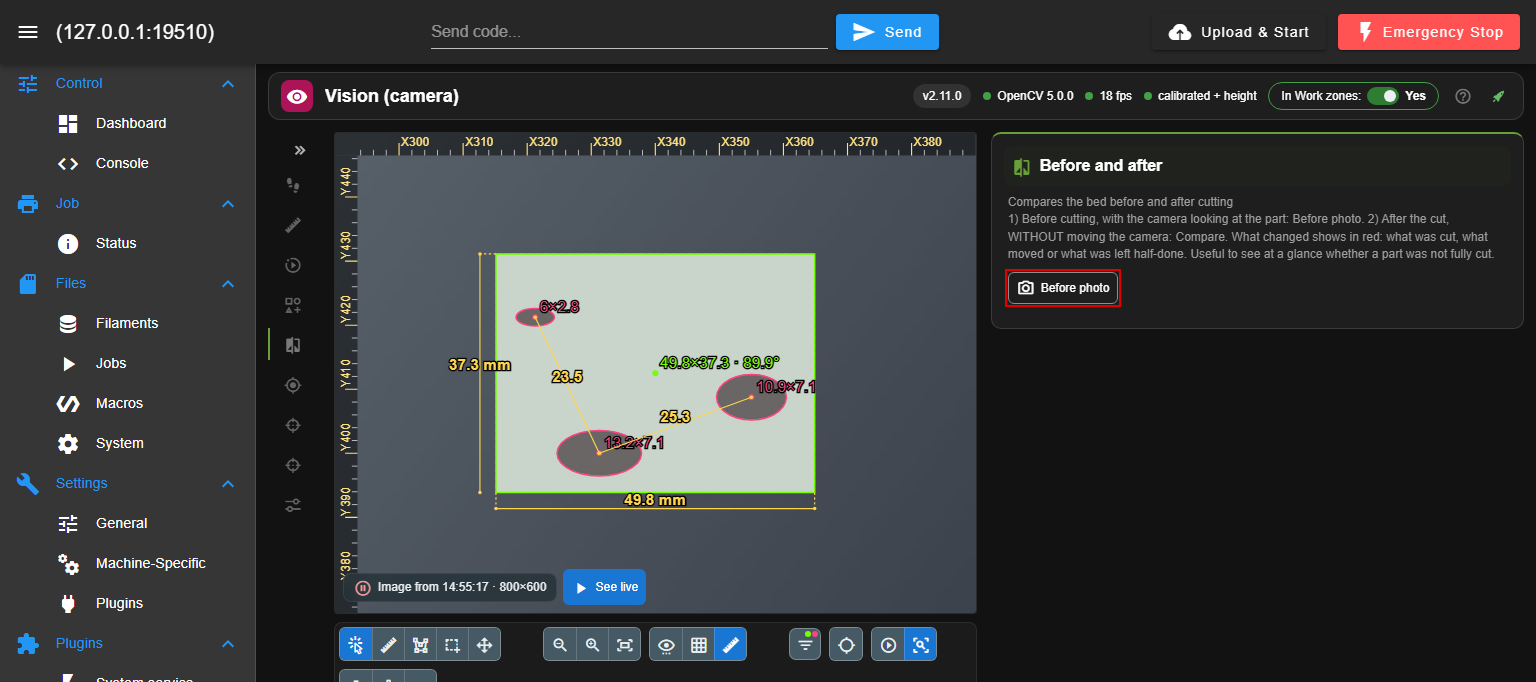 (127.0.0.1:19510)
Send code...
Send
Upload & Start
Emergency Stop
Control
Dashboard
Console
Job
Status
Files
Filaments
Jobs
Macros
System
Settings
General
Machine-Specific
Plugins
Plugins
System service
Vision (camera)
v2.11.0
OpenCV 5.0.0
18 fps
calibrated + height
In Work zones: Yes
X300 X310 X320 X330 X340 X350 X360 X370 X380
Y440
Y430
Y420
Y410
Y400
Y390
Y380
6×2.8
37.3 mm
49.8×37.3 · 89.9°
23.5
10.9×7.1
25.3
13.2×7.1
49.8 mm
Image from 14:55:17 · 800×600
See live
Before and after
Compares the bed before and after cutting
1) Before cutting, with the camera looking at the part: Before photo. 2) After the cut,
WITHOUT moving the camera: Compare. What changed shows in red: what was cut, what
moved or what was left half-done. Useful to see at a glance whether a part was not fully cut.
Before photo